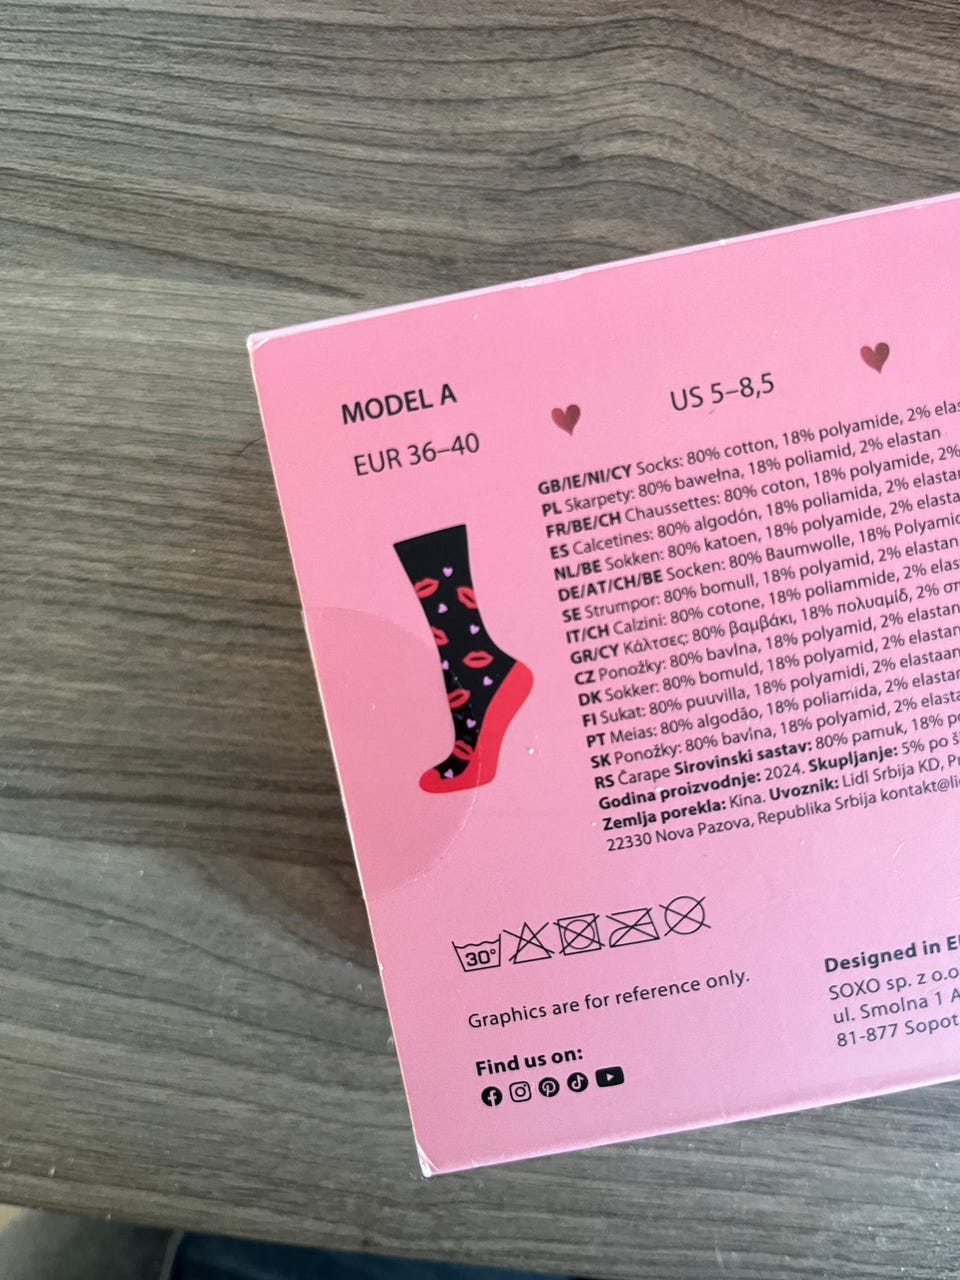 MODEL A
EUR 36–40
US 5–8,5
GB/IE/NI/CY Socks: 80% cotton, 18% polyamide, 2%
PL Skarpety: 80% bawełna, 18% poliamid, 2% elastan
FR/BE/CH Chaussettes: 80% coton, 18% polyamide, 2%
ES Calcetines: 80% algodón, 18% poliamida, 2%
NL/BE Sokken: 80% katoen, 18% polyamide, 2%
DE/AT/CH/BE Socken: 80% Baumwolle, 18%
SE Strumpor: 80% bomull, 18% polyamid, 2% elastan
IT/CH Calzini: 80% cotone, 18% poliammide, 2%
GR/CY Κάλτσες: 80% βαμβάκι, 18% πολυαμίδ, 2%
CZ Ponožky: 80% bavlna, 18% polyamid, 2% elastan
DK Sokker: 80% bomuld, 18% polyamid, 2% elastan
FI Sukat: 80% puuvilla, 18% polyamidi, 2% elastaan
PT Meias: 80% algodão, 18% poliamida, 2%
SK Ponožky: 80% bavlna, 18% polyamid, 2%
RS Čarape Sirovinski sastav: 80% pamuk, 18%
Godina proizvodnje: 2024. Skupljanje: 5% po
Zemlja porekla: Kina. Uvoznik: Lidl Srbija KD,
22330 Nova Pazova, Republika Srbija
30°
Graphics are for reference only.
Find us on:
Designed in
SOXO sp. z o.o
ul. Smolna 1
81-877 Sopot